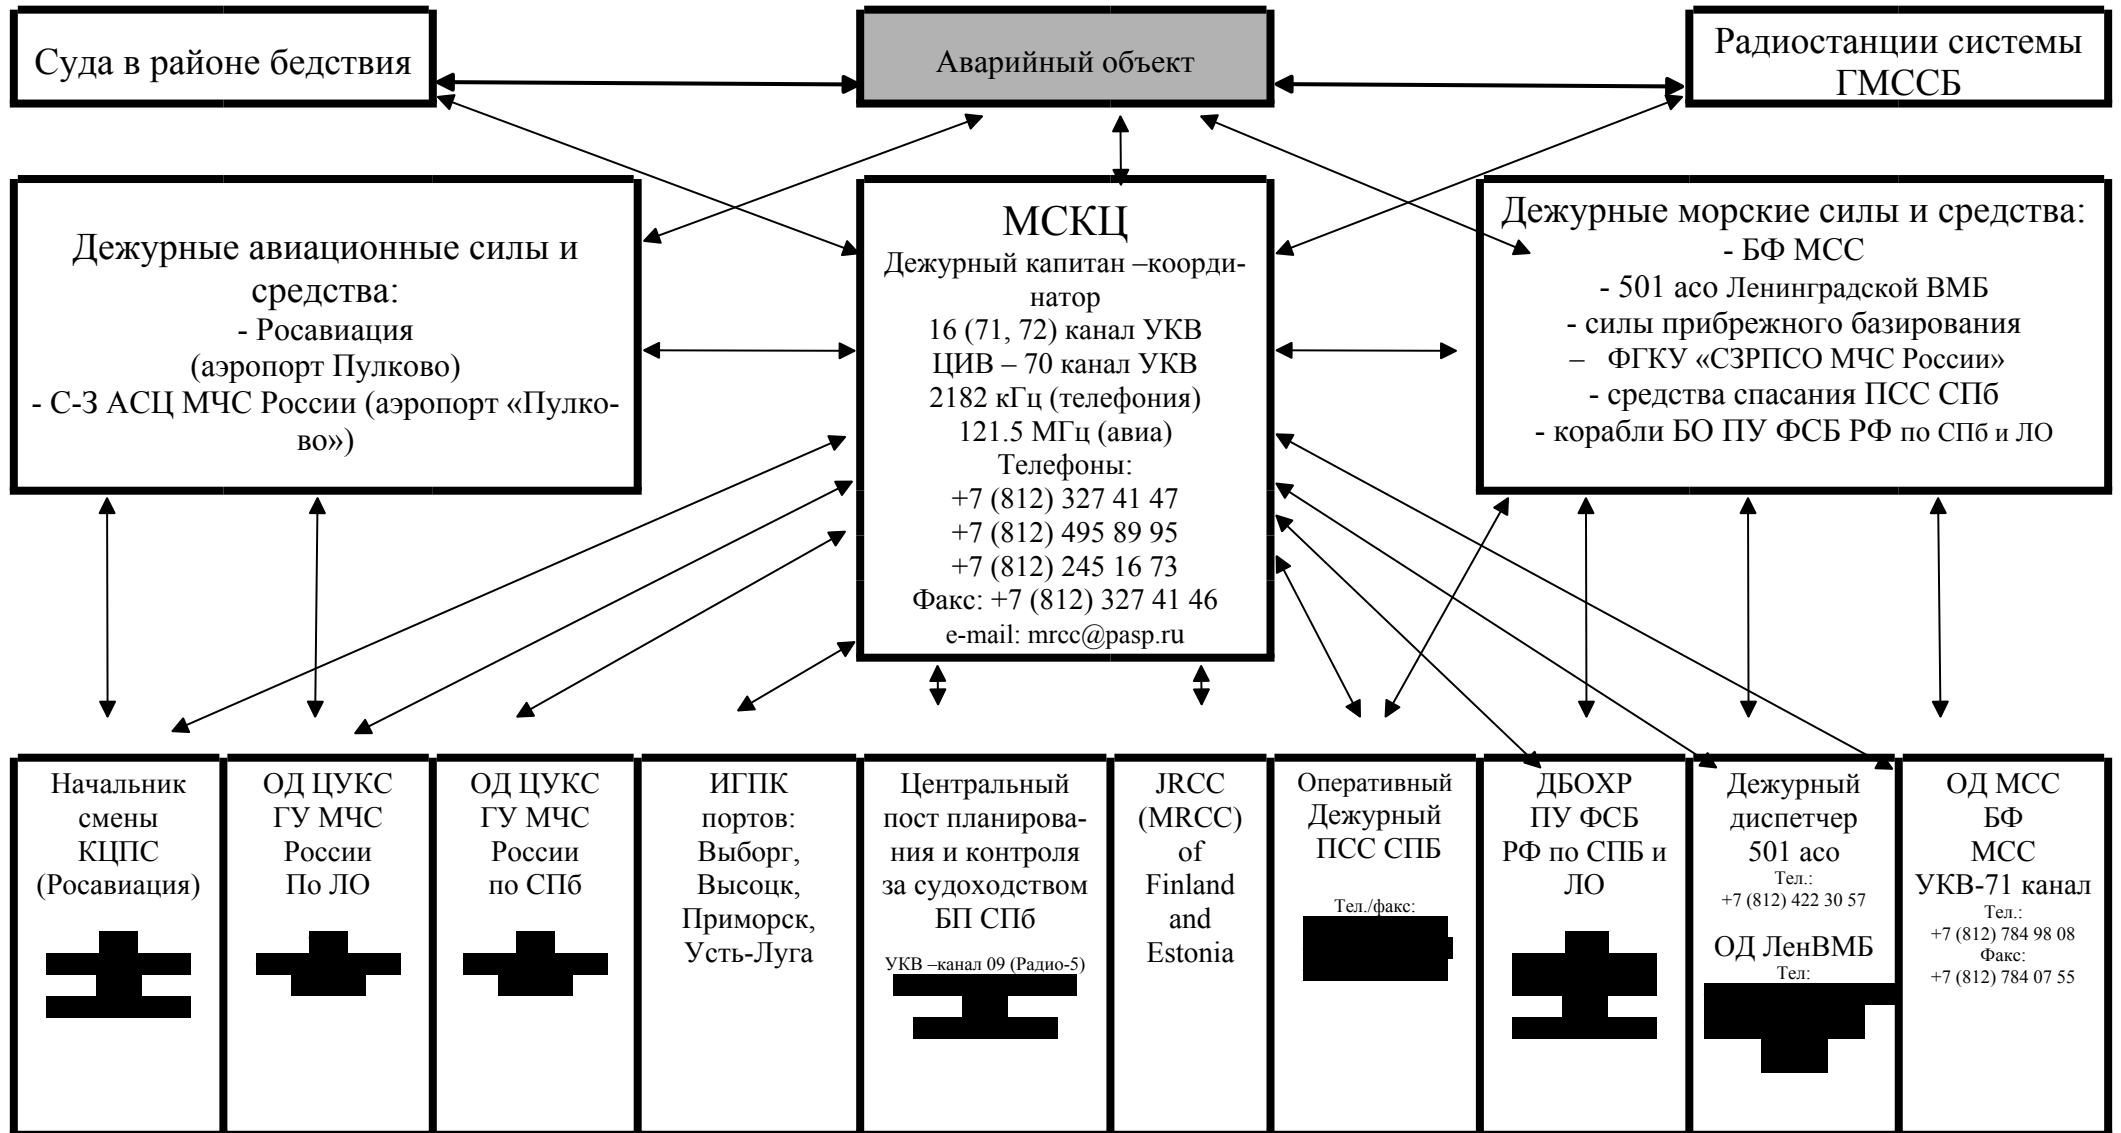 Суда в районе бедствия
Аварийный объект
Радиостанции системы
ГМССБ
Дежурные авиационные силы и
средства:
- Росавиация
(аэропорт Пулково)
- С-З АСЦ МЧС России (аэропорт «Пулко-
во»)
МСКЦ
Дежурный капитан –коорди-
натор
16 (71, 72) канал УКВ
ЦИВ – 70 канал УКВ
2182 кГц (телефония)
121.5 МГц (авиа)
Телефоны:
+7 (812) 327 41 47
+7 (812) 495 89 95
+7 (812) 245 16 73
Факс: +7 (812) 327 41 46
e-mail: mrcc@pasp.ru
Дежурные морские силы и средства:
- БФ МСС
- 501 асо Ленинградской ВМБ
- силы прибрежного базирования
– ФГКУ «СЗРПСО МЧС России»
- средства спасания ПСС СПб
- корабли БО ПУ ФСБ РФ по СПб и ЛО
Начальник
смены
КЦПС
(Росавиация)
ОД ЦУКС
ГУ МЧС
России
По ЛО
ОД ЦУКС
ГУ МЧС
России
по СПб
ИГПК
портов:
Выборг,
Высоцк,
Приморск,
Усть-Луга
Центральный
пост планирова-
ния и контроля
за судоходством
БП СПб
УКВ –канал 09 (Радио-5)
JRCC
(MRCC)
of
Finland
and
Estonia
Оперативный
Дежурный
ПСС СПБ
Тел./факс:
ДБОХР
ПУ ФСБ
РФ по СПБ и
ЛО
Дежурный
диспетчер
501 асо
Тел.:
+7 (812) 422 30 57
ОД ЛенВМБ
Тел:
ОД МСС
БФ
МСС
УКВ-71 канал
Тел.:
+7 (812) 784 98 08
Факс:
+7 (812) 784 07 55